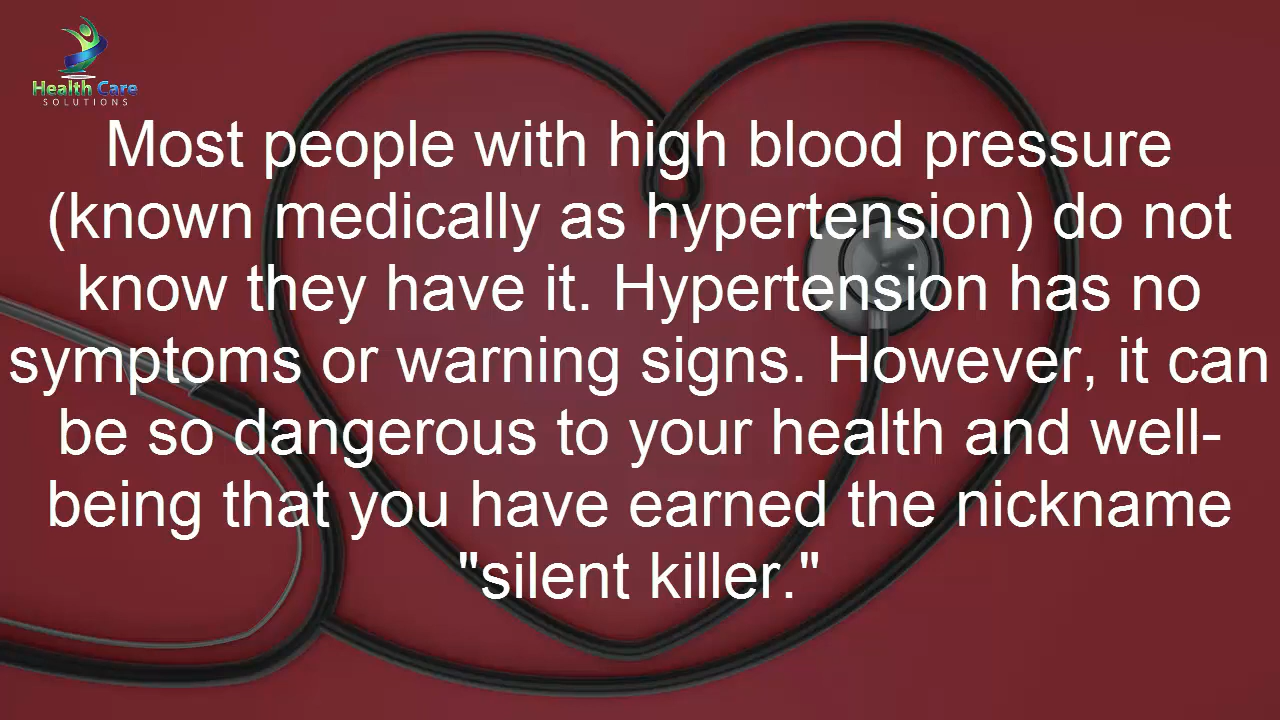 Health Care
SOLUTIONS
Most people with high blood pressure
(known medically as hypertension) do not
know they have it. Hypertension has no
symptoms or warning signs. However, it can
be so dangerous to your health and well-
being that you have earned the nickname
"silent killer."